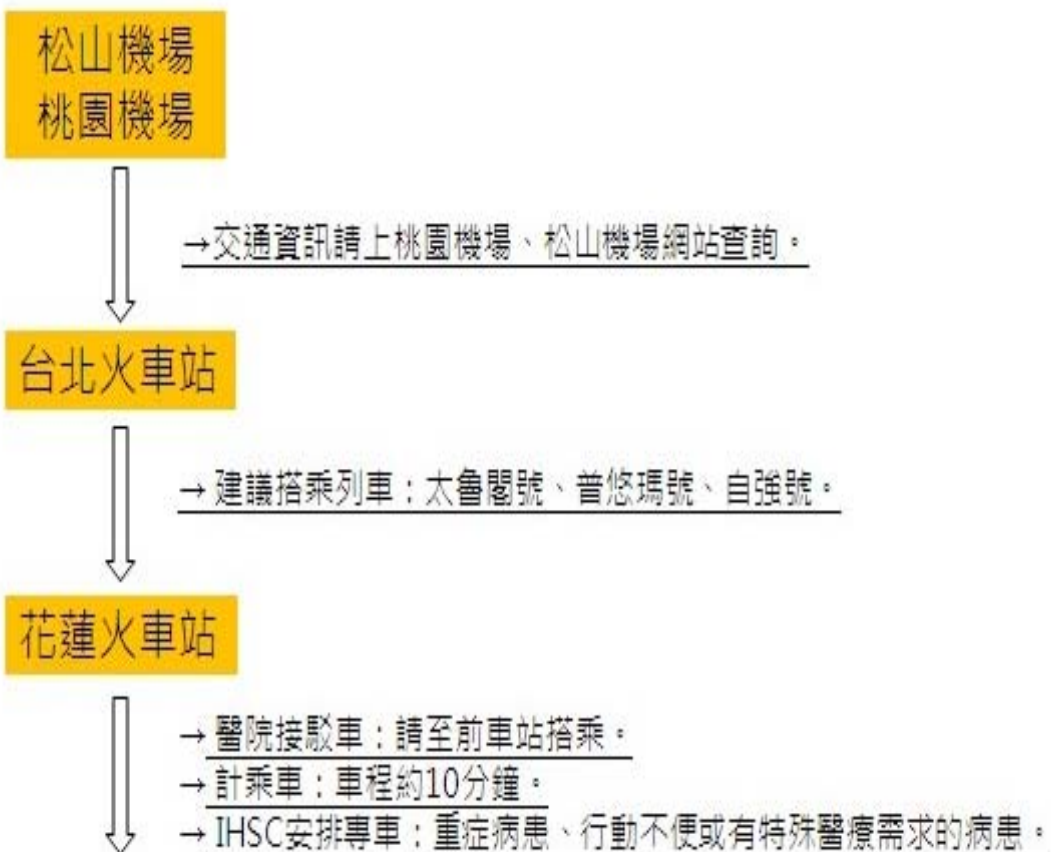 松山機場
桃園機場
→交通資訊請上桃園機場、松山機場網站查詢。
台北火車站
→ 建議搭乘列車：太魯閣號、普悠瑪號、自強號。
花蓮火車站
→ 醫院接駁車：請至前車站搭乘。
→ 計乘車：車程約10分鐘。
→ IHSC安排專車：重症病患、行動不便或有特殊醫療需求的病患。